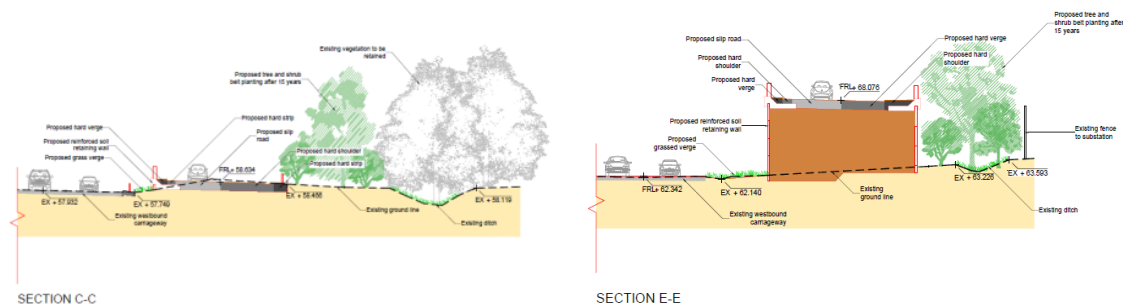 Existing vegetation to be
retained
Proposed tree and shrub
belt planting after 15
years
Proposed hard strip
Proposed hard verge
Proposed reinforced soil
retaining wall
Proposed slip
road
Proposed grass verge
Proposed hard shoulder
Proposed hard strip
FRL+ 58.634
EX + 57.932
EX + 57.749
EX + 58.466
EX + 58.119
Existing westbound
carriageway
Existing ground line
Existing ditch
SECTION C-C
Proposed tree and
shrub belt planting after
15 years
Proposed slip road
Proposed hard verge
Proposed hard
shoulder
Proposed hard
shoulder
Proposed hard
verge
FRL+ 68.076
Proposed reinforced soil
retaining wall
Proposed
grassed verge
Existing fence
to substation
FRL+ 62.342
EX + 62.140
EX + 63.226
EX + 63.593
Existing
ground line
Existing westbound
carriageway
Existing ditch
SECTION E-E